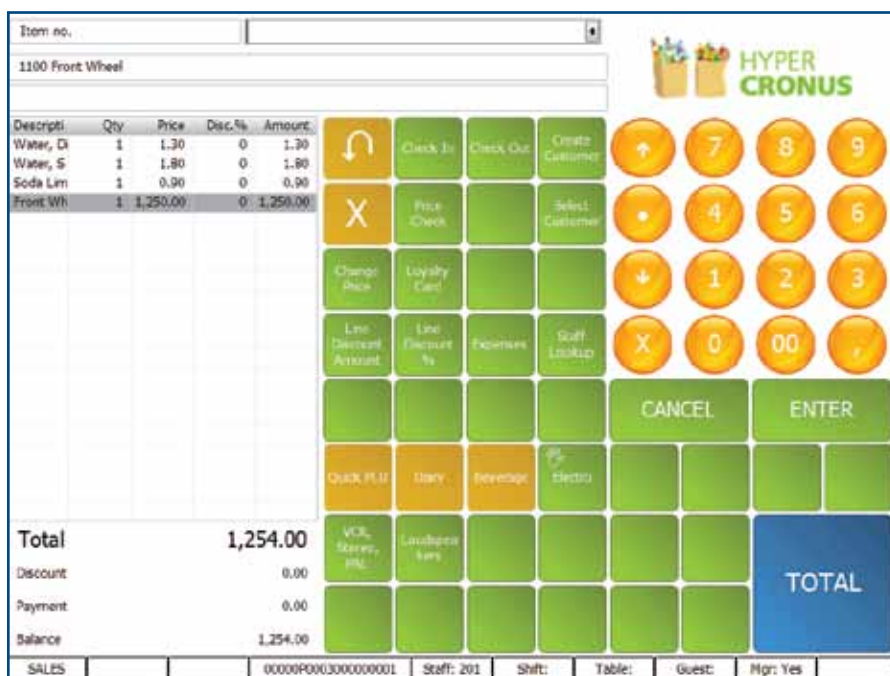 Item no.
1100 Front Wheel
HYPER
CRONUS
Descripti Qty Price Disc.% Amount
Water, Di 1 1.30 0 1.30
Water, S 1 1.80 0 1.80
Soda Lim 1 0.90 0 0.90
Front Wh 1 1,250.00 0 1,250.00
Check In Check Out Create Customer
X Price Check Select Customer
Change Price Loyalty Card
Line Discount Amount Line Discount % Expenses Staff Lookup
7 8 9
4 5 6
1 2 3
X 0 00 ,
CANCEL ENTER
Quick PLU Diary Beverage Electro
VCR, Stereo, Loudspea kers
TOTAL
Total 1,254.00
Discount 0.00
Payment 0.00
Balance 1,254.00
SALES 00000P0003000000001 Staff: 201 Shift: Table: Guest: Mgr: Yes